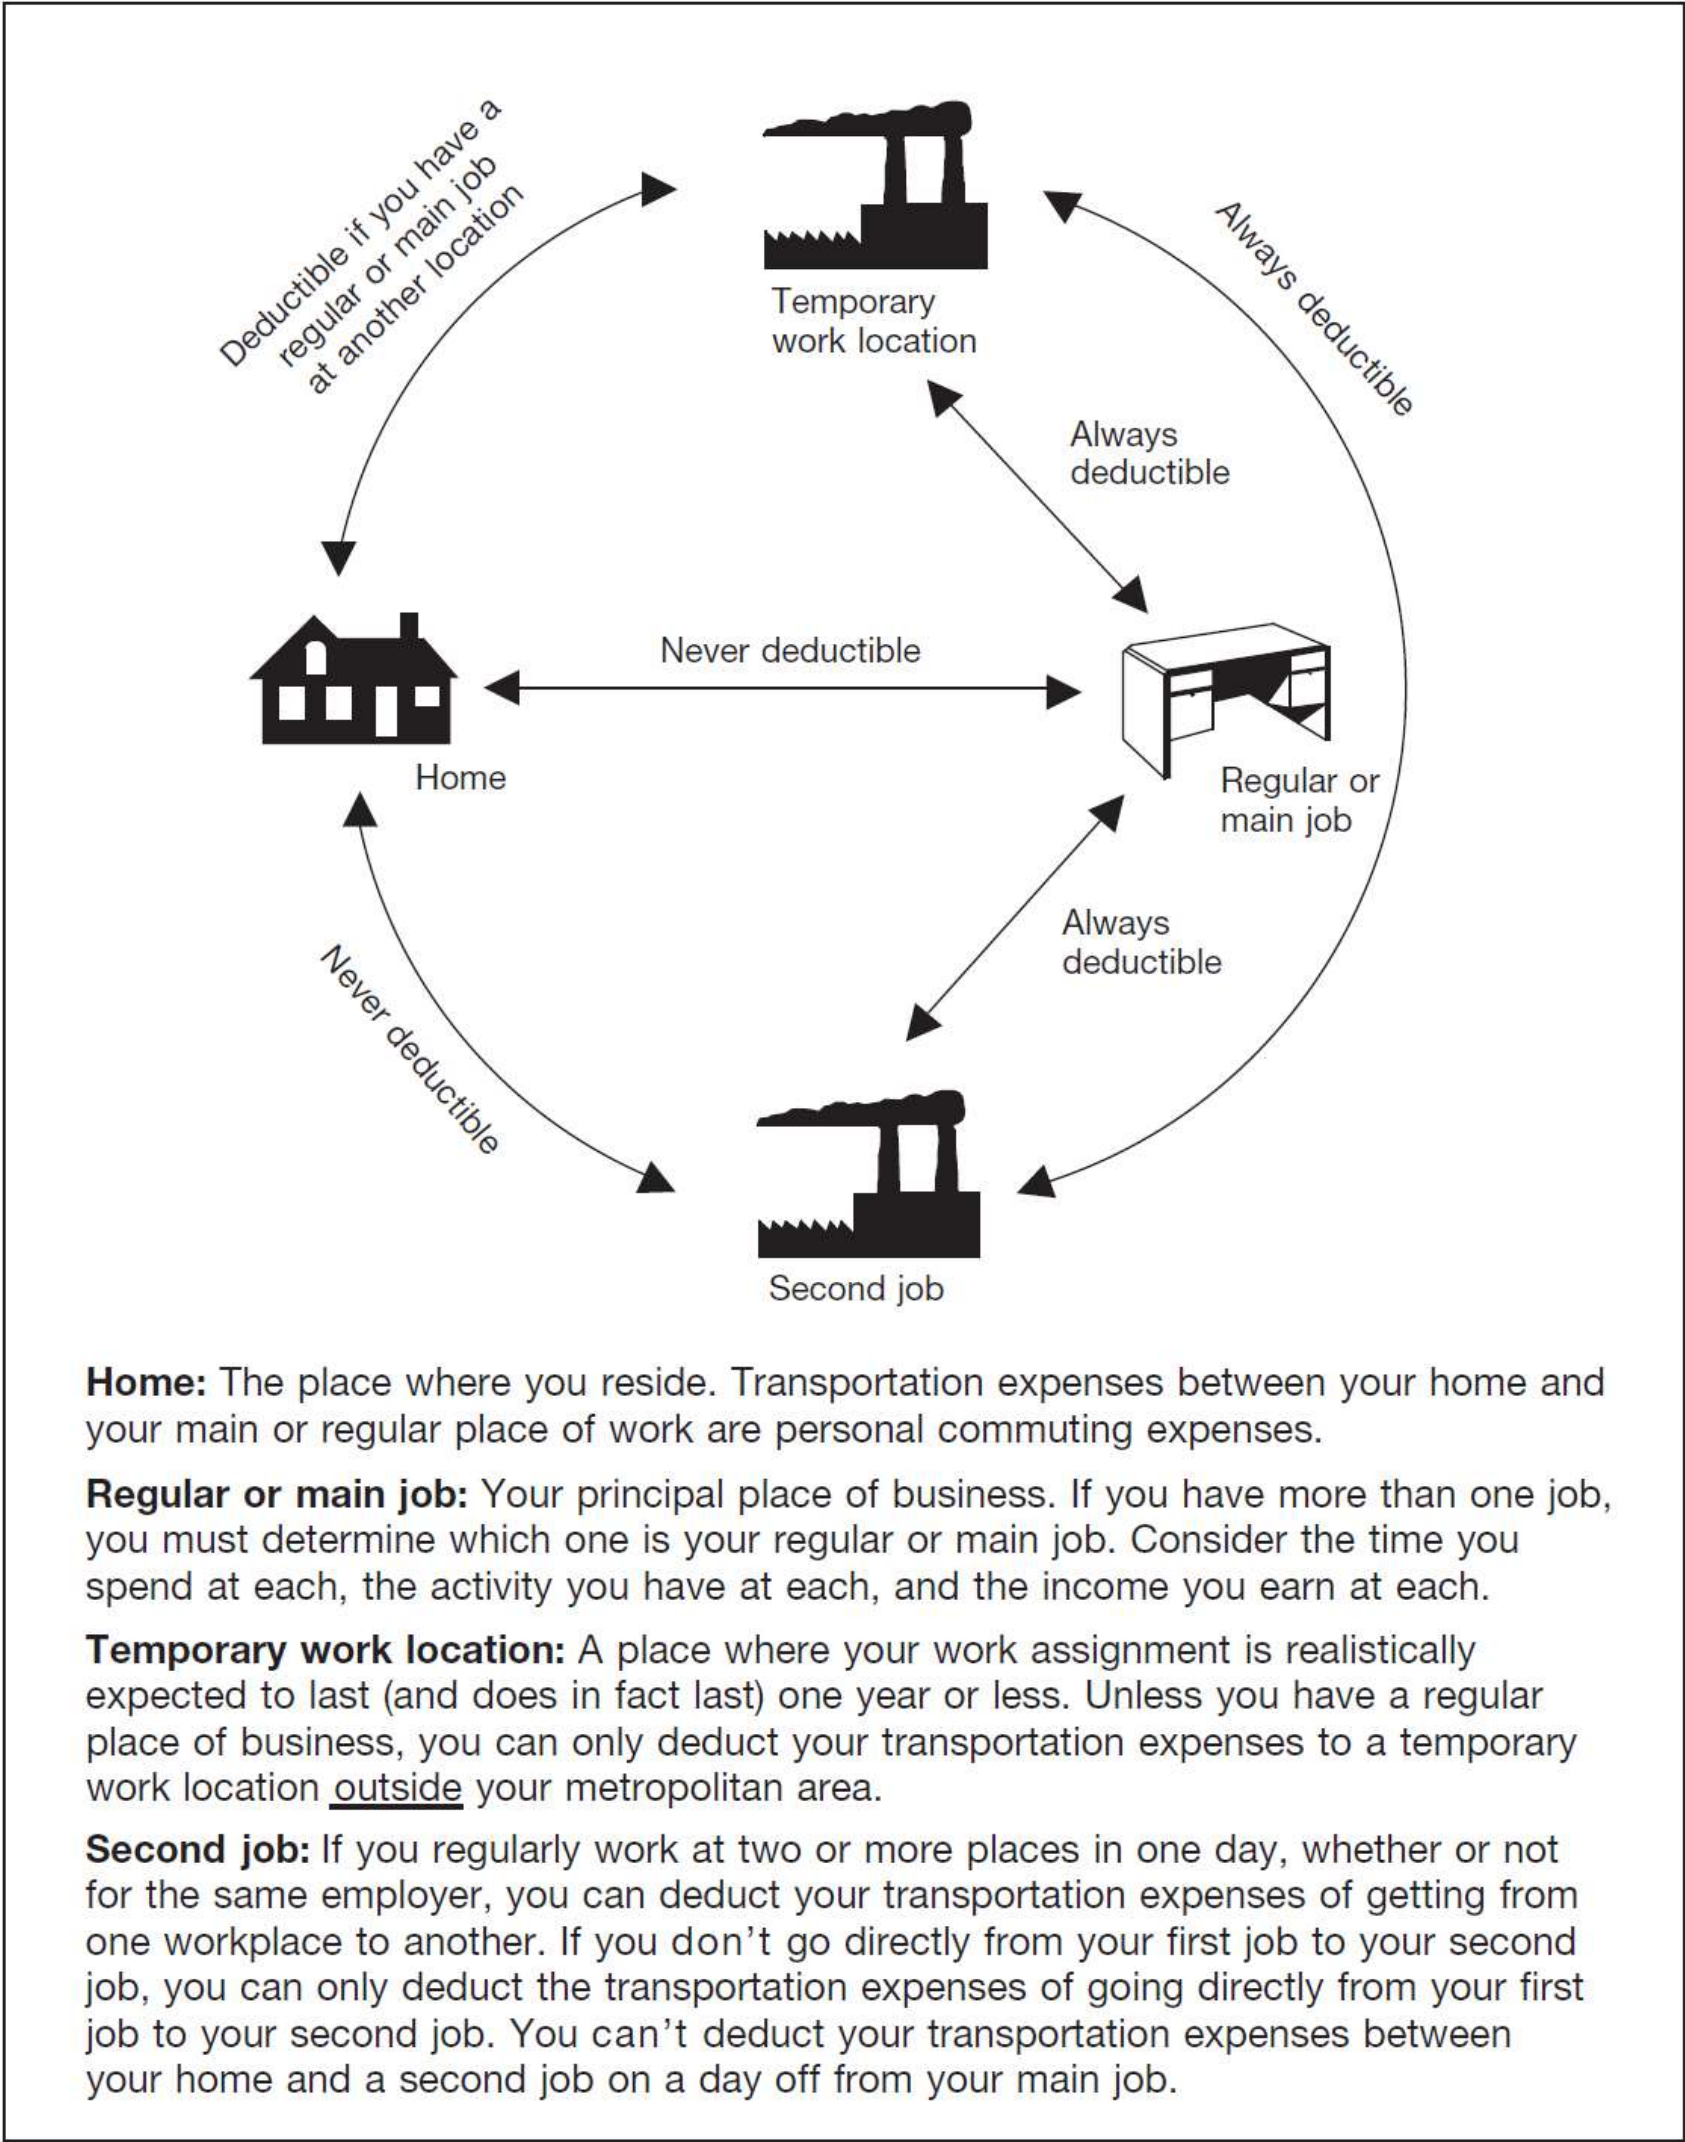 Deductible if you have a
regular or main job
at another location
Temporary
work location
Always deductible
Always
deductible
Never deductible
Home
Regular or
main job
Always
deductible
Never deductible
Second job
Home: The place where you reside. Transportation expenses between your home and
your main or regular place of work are personal commuting expenses.
Regular or main job: Your principal place of business. If you have more than one job,
you must determine which one is your regular or main job. Consider the time you
spend at each, the activity you have at each, and the income you earn at each.
Temporary work location: A place where your work assignment is realistically
expected to last (and does in fact last) one year or less. Unless you have a regular
place of business, you can only deduct your transportation expenses to a temporary
work location outside your metropolitan area.
Second job: If you regularly work at two or more places in one day, whether or not
for the same employer, you can deduct your transportation expenses of getting from
one workplace to another. If you don't go directly from your first job to your second
job, you can only deduct the transportation expenses of going directly from your first
job to your second job. You can't deduct your transportation expenses between
your home and a second job on a day off from your main job.